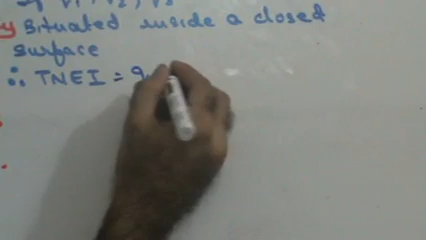 y situated inside a closed
surface
∴ TNEI = q